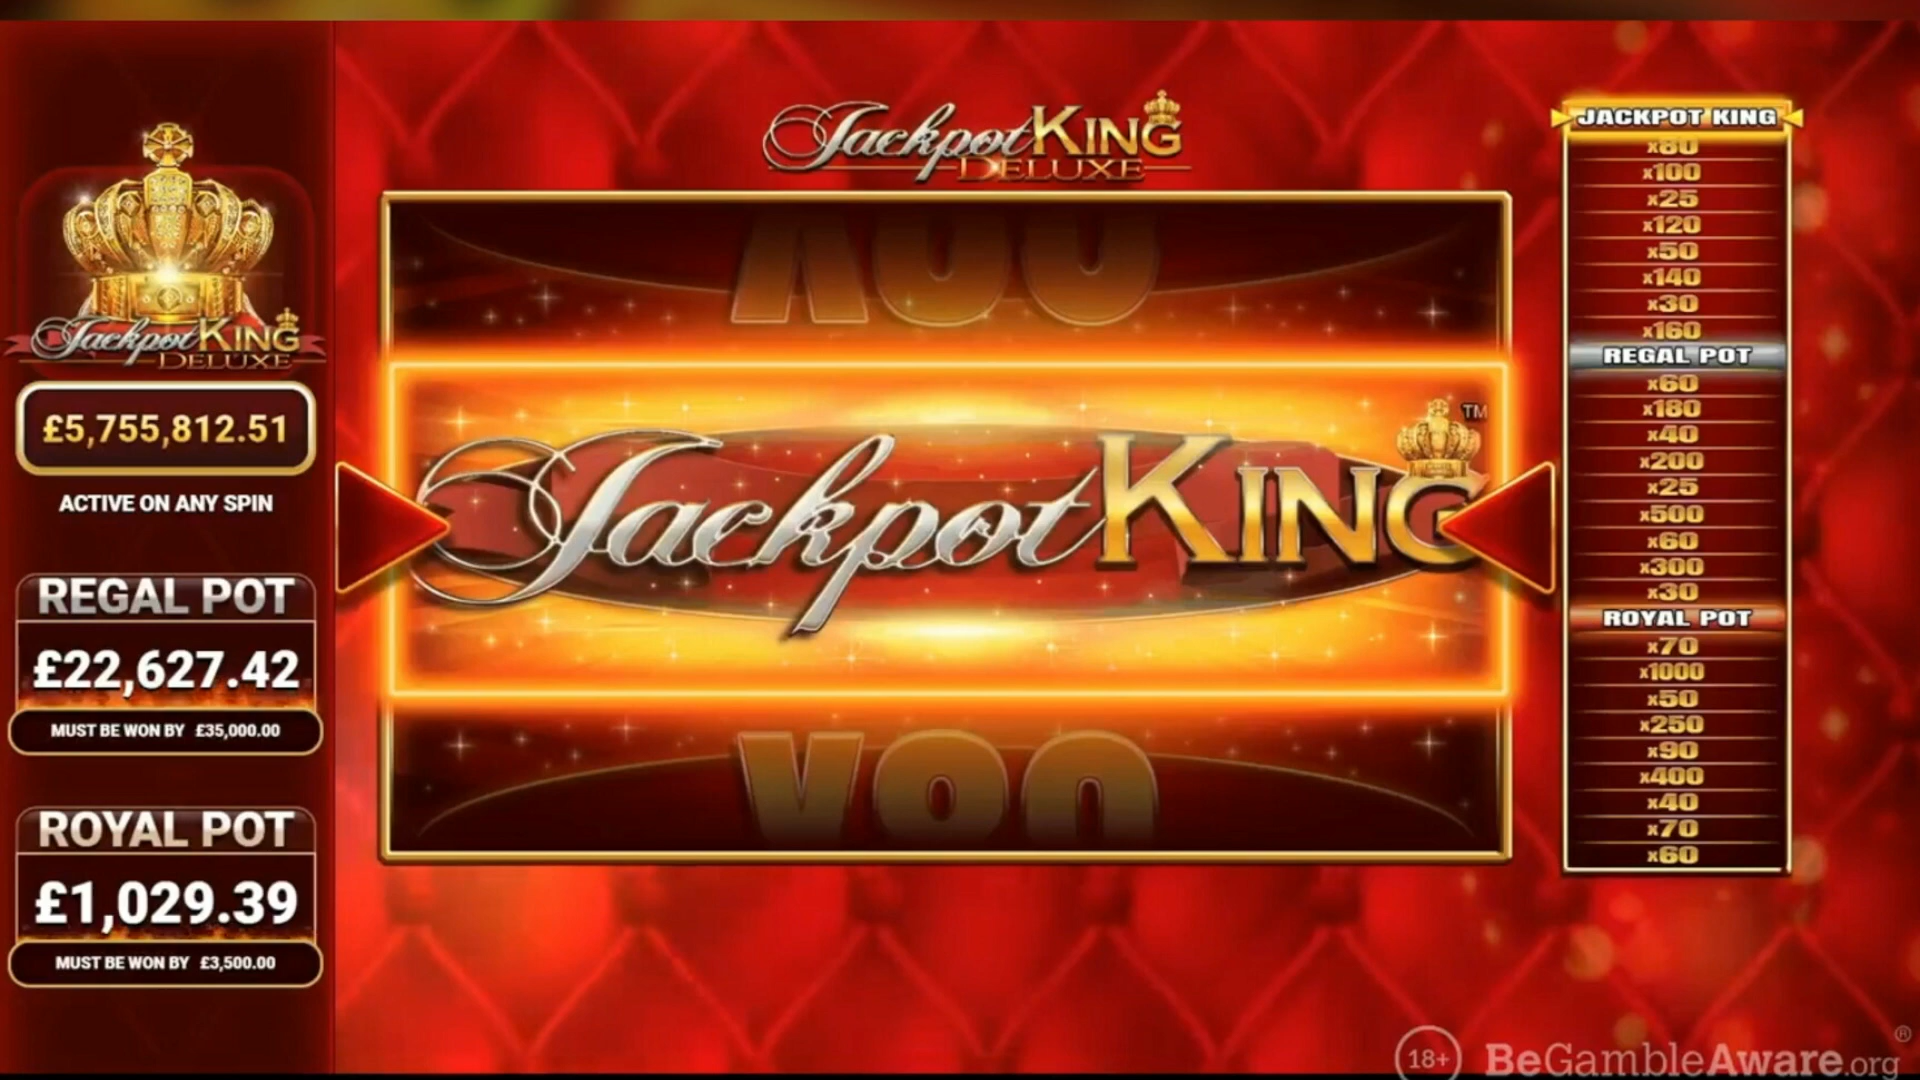 Jackpot KING
DELUXE
£5,755,812.51
ACTIVE ON ANY SPIN
REGAL POT
£22,627.42
MUST BE WON BY £35,000.00
ROYAL POT
£1,029.39
MUST BE WON BY £3,500.00
Jackpot KING
DELUXE
Jackpot KING ™
JACKPOT KING
x80
x100
x25
x120
x50
x140
x30
x160
REGAL POT
x60
x180
x40
x200
x25
x500
x60
x300
x30
ROYAL POT
x70
x1000
x50
x250
x90
x400
x40
x70
x60
18+ BeGambleAware.org ®